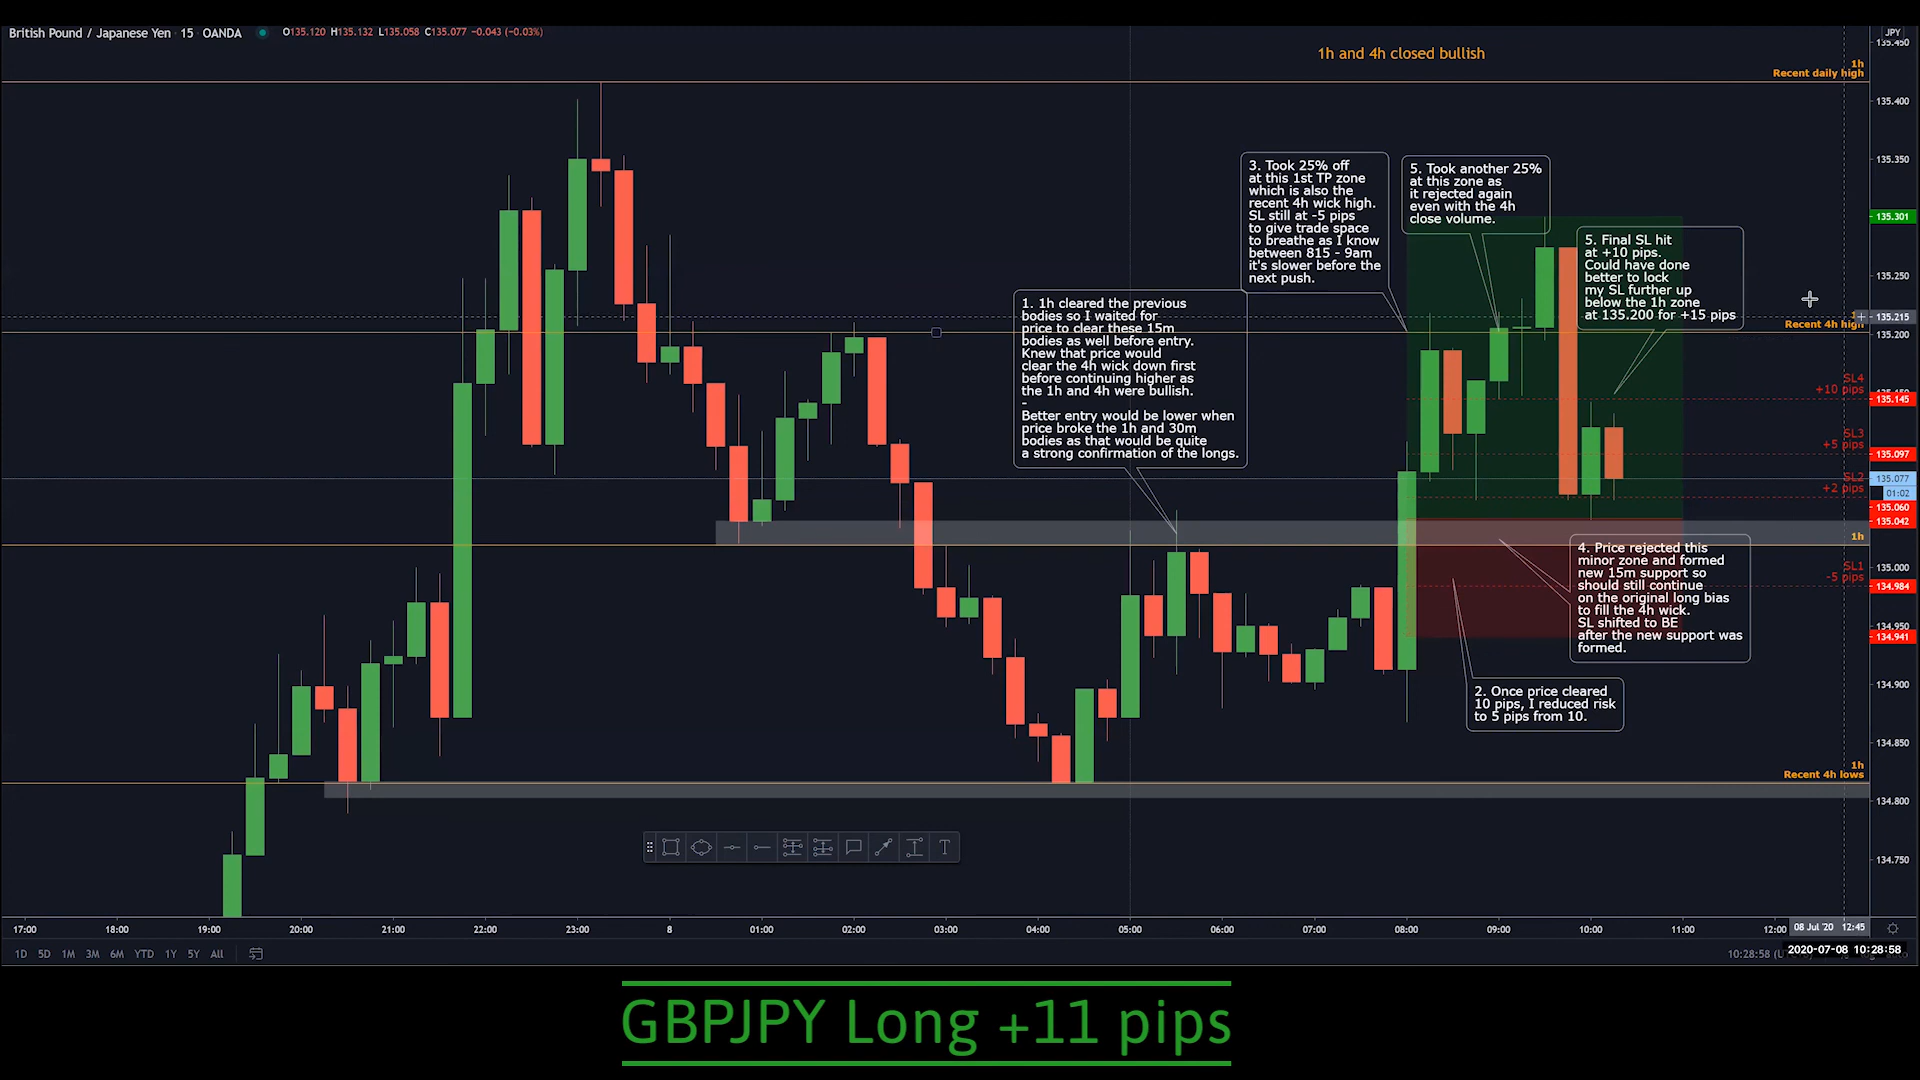 British Pound / Japanese Yen · 15 · OANDA O135.120 H135.132 L135.058 C135.077 −0.043 (−0.03%)
JPY
135.450
1h and 4h closed bullish
1h
Recent daily high
135.400
135.350
135.301
135.250
135.215
Recent 4h high
135.200
3. Took 25% off
at this 1st TP zone
which is also the
recent 4h wick high.
SL still at -5 pips
to give trade space
to breathe as I know
between 815 - 9am
it's slower before the
next push.
5. Took another 25%
at this zone as
it rejected again
even with the 4h
close volume.
5. Final SL hit
at +10 pips.
Could have done
better to lock
my SL further up
below the 1h zone
at 135.200 for +15 pips
1. 1h cleared the previous
bodies so I waited for
price to clear these 15m
bodies as well before entry.
Knew that price would
clear the 4h wick down first
before continuing higher as
the 1h and 4h were bullish.
-
Better entry would be lower when
price broke the 1h and 30m
bodies as that would be quite
a strong confirmation of the longs.
SL4
+10 pips
135.145
SL3
+5 pips
135.097
SL2
+2 pips
135.077
01:02
135.060
135.042
1h
135.000
SL1
-5 pips
134.984
134.950
134.941
4. Price rejected this
minor zone and formed
new 15m support so
should still continue
on the original long bias
to fill the 4h wick.
SL shifted to BE
after the new support was
formed.
2. Once price cleared
10 pips, I reduced risk
to 5 pips from 10.
134.900
134.850
1h
Recent 4h lows
134.800
134.750
T
17:00 18:00 19:00 20:00 21:00 22:00 23:00 8 01:00 02:00 03:00 04:00 05:00 06:00 07:00 08:00 09:00 10:00 11:00 12:00 08 Jul '20 12:45
1D 5D 1M 3M 6M YTD 1Y 5Y All
10:28:58
2020-07-08 10:28:58
GBPJPY Long +11 pips